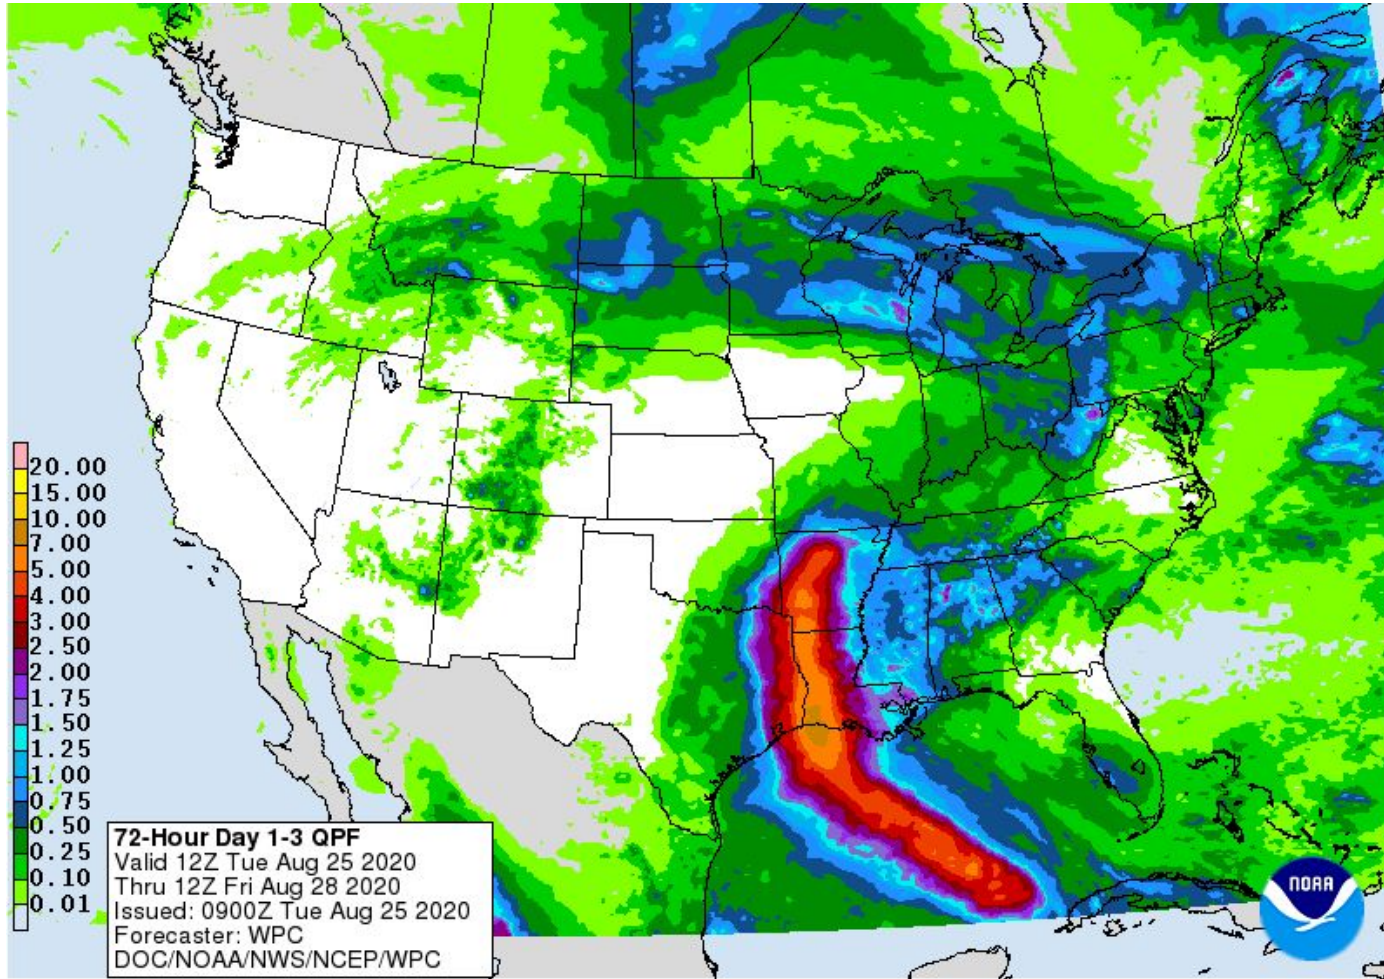 20.00
15.00
10.00
7.00
5.00
4.00
3.00
2.50
2.00
1.75
1.50
1.25
1.00
0.75
0.50
0.25
0.10
0.01
72-Hour Day 1-3 QPF
Valid 12Z Tue Aug 25 2020
Thru 12Z Fri Aug 28 2020
Issued: 0900Z Tue Aug 25 2020
Forecaster: WPC
DOC/NOAA/NWS/NCEP/WPC
NOAA